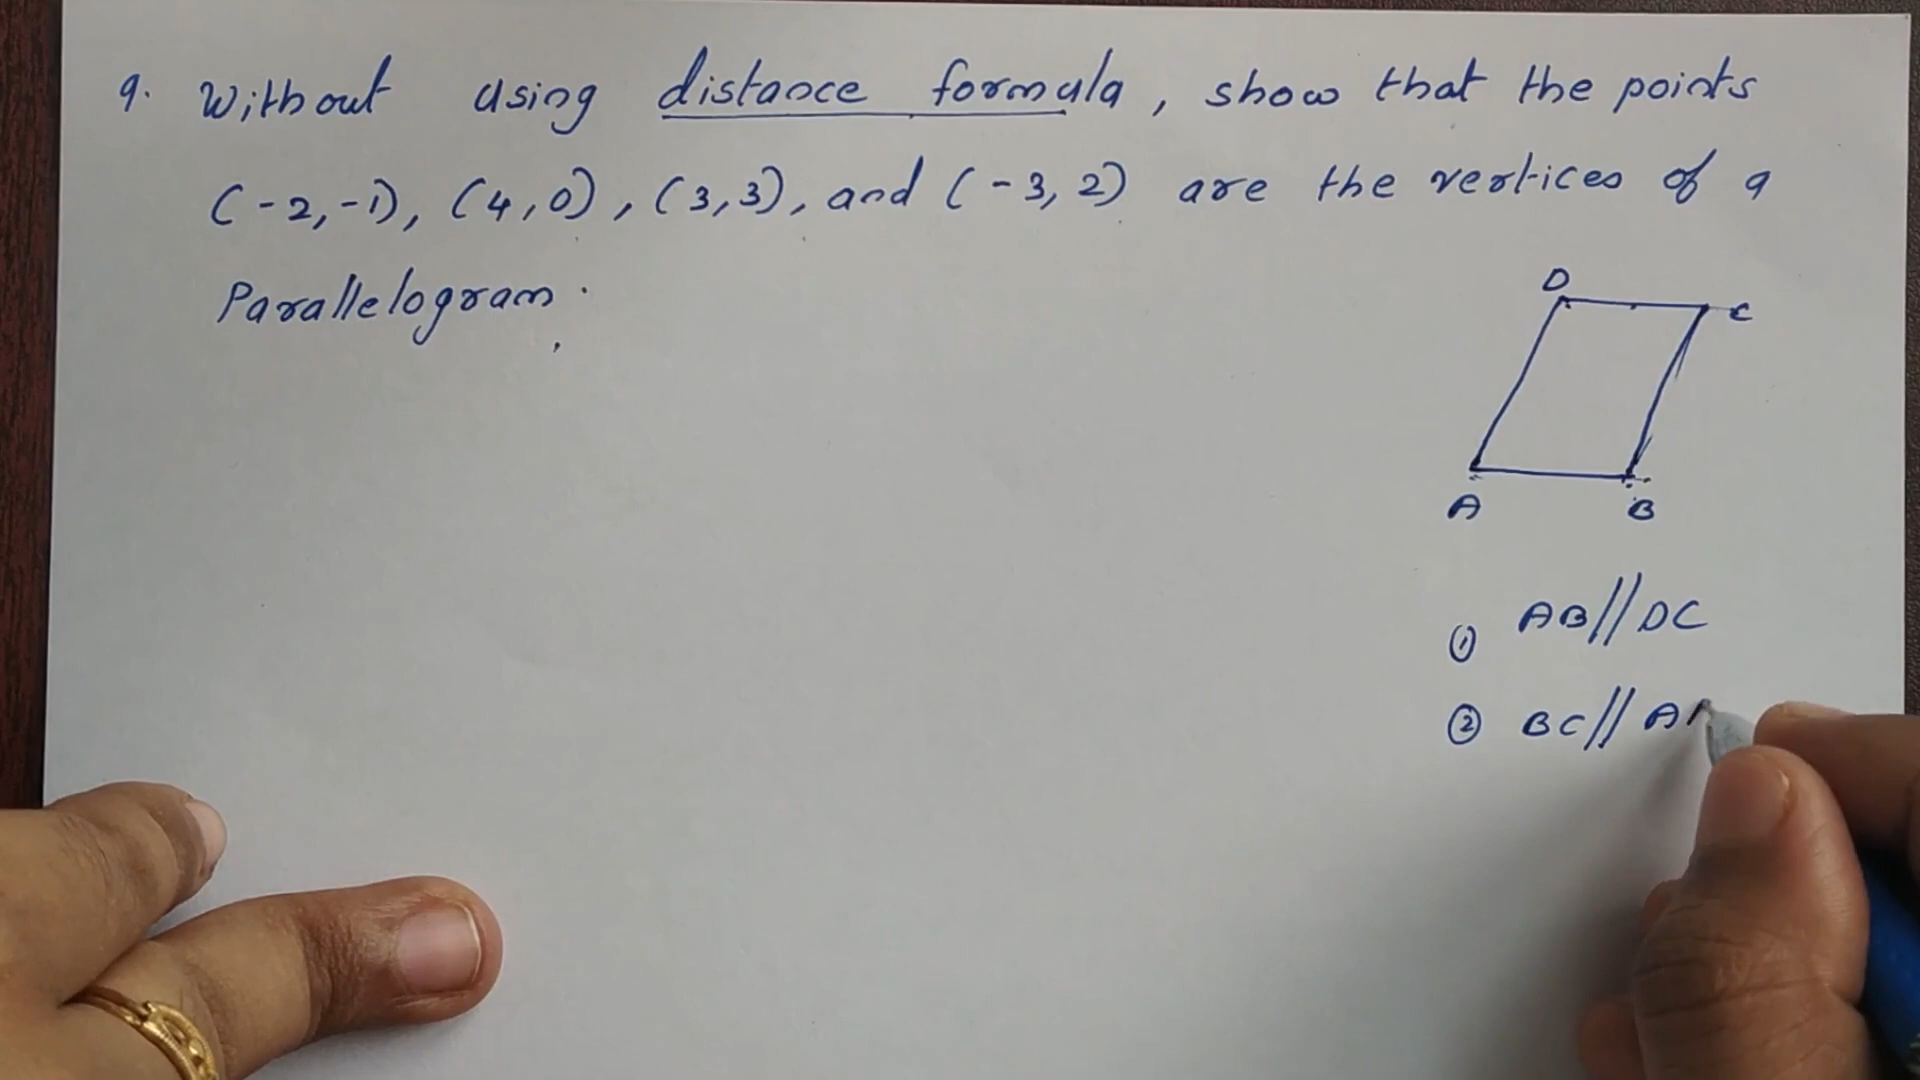 9. Without using distance formula, show that the points
(-2,-1), (4,0), (3,3), and (-3,2) are the vertices of a
Parallelogram.
D
C
A
B
① AB//DC
② BC//A